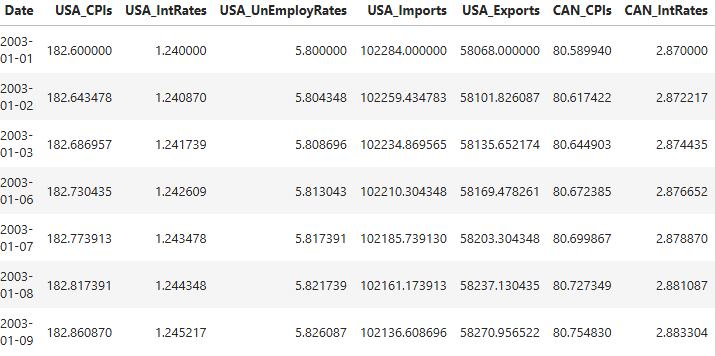 Date USA_CPIs USA_IntRates USA_UnEmployRates USA_Imports USA_Exports CAN_CPIs CAN_IntRates
2003-
01-01 182.600000 1.240000 5.800000 102284.000000 58068.000000 80.589940 2.870000
2003-
01-02 182.643478 1.240870 5.804348 102259.434783 58101.826087 80.617422 2.872217
2003-
01-03 182.686957 1.241739 5.808696 102234.869565 58135.652174 80.644903 2.874435
2003-
01-06 182.730435 1.242609 5.813043 102210.304348 58169.478261 80.672385 2.876652
2003-
01-07 182.773913 1.243478 5.817391 102185.739130 58203.304348 80.699867 2.878870
2003-
01-08 182.817391 1.244348 5.821739 102161.173913 58237.130435 80.727349 2.881087
2003-
01-09 182.860870 1.245217 5.826087 102136.608696 58270.956522 80.754830 2.883304